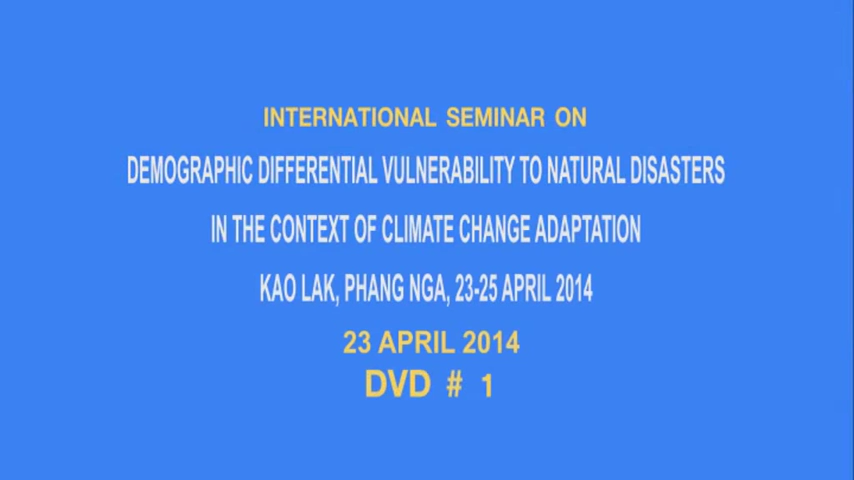 INTERNATIONAL SEMINAR ON
DEMOGRAPHIC DIFFERENTIAL VULNERABILITY TO NATURAL DISASTERS
IN THE CONTEXT OF CLIMATE CHANGE ADAPTATION
KAO LAK, PHANG NGA, 23-25 APRIL 2014
23 APRIL 2014
DVD # 1